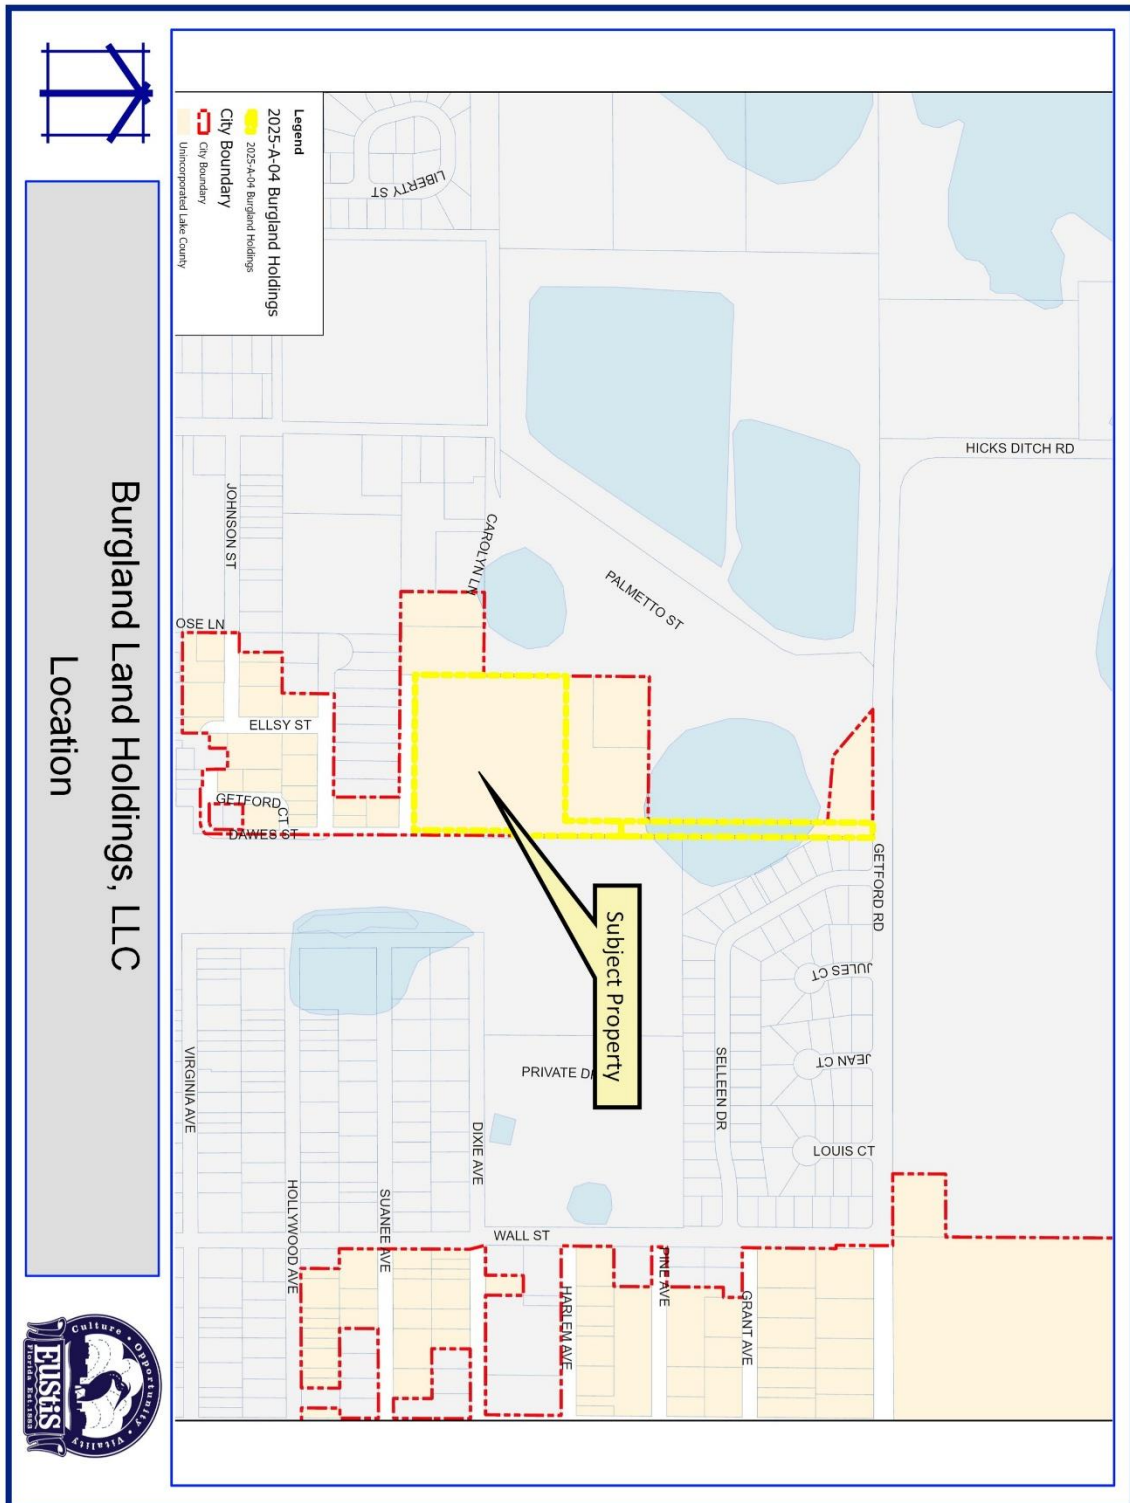 Legend
2025-A-04 Burgland Holdings
2025-A-04 Burgland Holdings
City Boundary
City Boundary
Unincorporated Lake County
LIBERTY ST
HICKS DITCH RD
PALMETTO ST
CAROLYN LN
JOHNSON ST
OSE LN
ELLSY ST
GETFORD CT
DAWES ST
GETFORD RD
JULES CT
JEAN CT
LOUIS CT
SELLEEN DR
Subject Property
PRIVATE DR
DIXIE AVE
VIRGINIA AVE
HOLLYWOOD AVE
SUANEE AVE
WALL ST
HARLEM AVE
PINE AVE
GRANT AVE
Burgland Land Holdings, LLC
Location
Culture • Opportunity • Vitality
EUSTIS
Florida Est. 1883